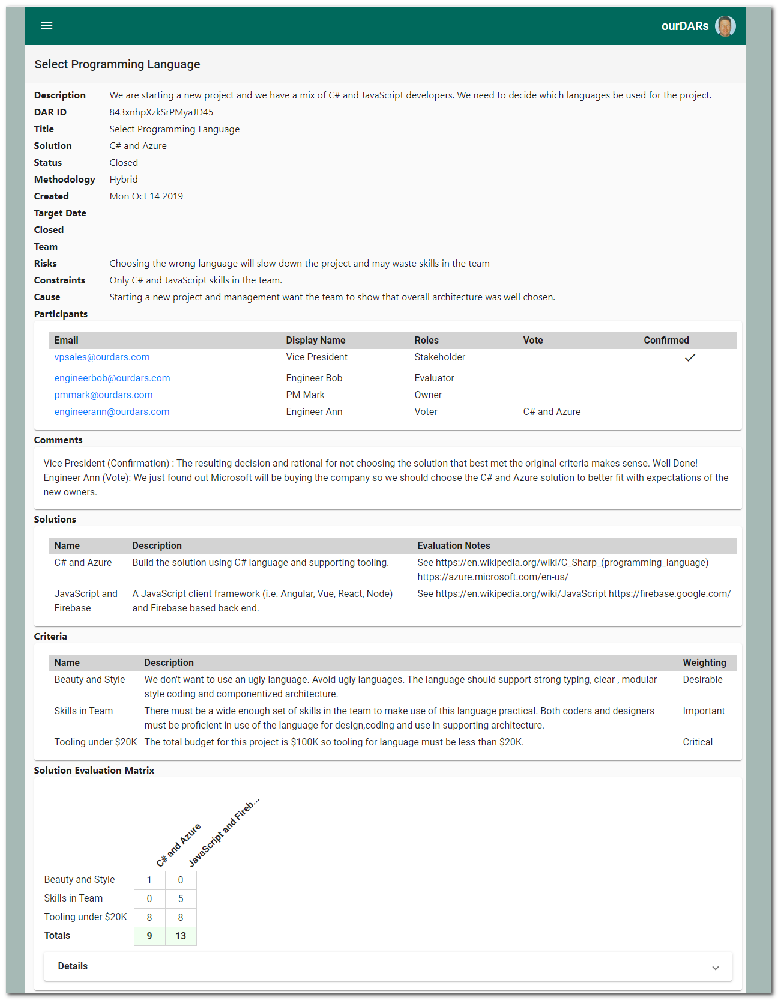 ourDARs
Select Programming Language
Description We are starting a new project and we have a mix of C# and JavaScript developers. We need to decide which languages be used for the project.
DAR ID 843xnhpXzkSrPMyaJD45
Title Select Programming Language
Solution C# and Azure
Status Closed
Methodology Hybrid
Created Mon Oct 14 2019
Target Date
Closed
Team
Risks Choosing the wrong language will slow down the project and may waste skills in the team
Constraints Only C# and JavaScript skills in the team.
Cause Starting a new project and management want the team to show that overall architecture was well chosen.
Participants
Email Display Name Roles Vote Confirmed
vpsales@ourdars.com Vice President Stakeholder
engineerbob@ourdars.com Engineer Bob Evaluator
pmmark@ourdars.com PM Mark Owner
engineerann@ourdars.com Engineer Ann Voter C# and Azure
Comments
Vice President (Confirmation) : The resulting decision and rational for not choosing the solution that best met the original criteria makes sense. Well Done!
Engineer Ann (Vote): We just found out Microsoft will be buying the company so we should choose the C# and Azure solution to better fit with expectations of the
new owners.
Solutions
Name Description Evaluation Notes
C# and Azure Build the solution using C# language and supporting tooling. See https://en.wikipedia.org/wiki/C_Sharp_(programming_language)
https://azure.microsoft.com/en-us/
JavaScript and A JavaScript client framework (i.e. Angular, Vue, React, Node) See https://en.wikipedia.org/wiki/JavaScript https://firebase.google.com/
Firebase and Firebase based back end.
Criteria
Name Description Weighting
Beauty and Style We don't want to use an ugly language. Avoid ugly languages. The language should support strong typing, clear , modular Desirable
style coding and componentized architecture.
Skills in Team There must be a wide enough set of skills in the team to make use of this language practical. Both coders and designers Important
must be proficient in use of the language for design,coding and use in supporting architecture.
Tooling under $20K The total budget for this project is $100K so tooling for language must be less than $20K. Critical
Solution Evaluation Matrix
C# and Azure
JavaScript and Fireb...
Beauty and Style 1 0
Skills in Team 0 5
Tooling under $20K 8 8
Totals 9 13
Details